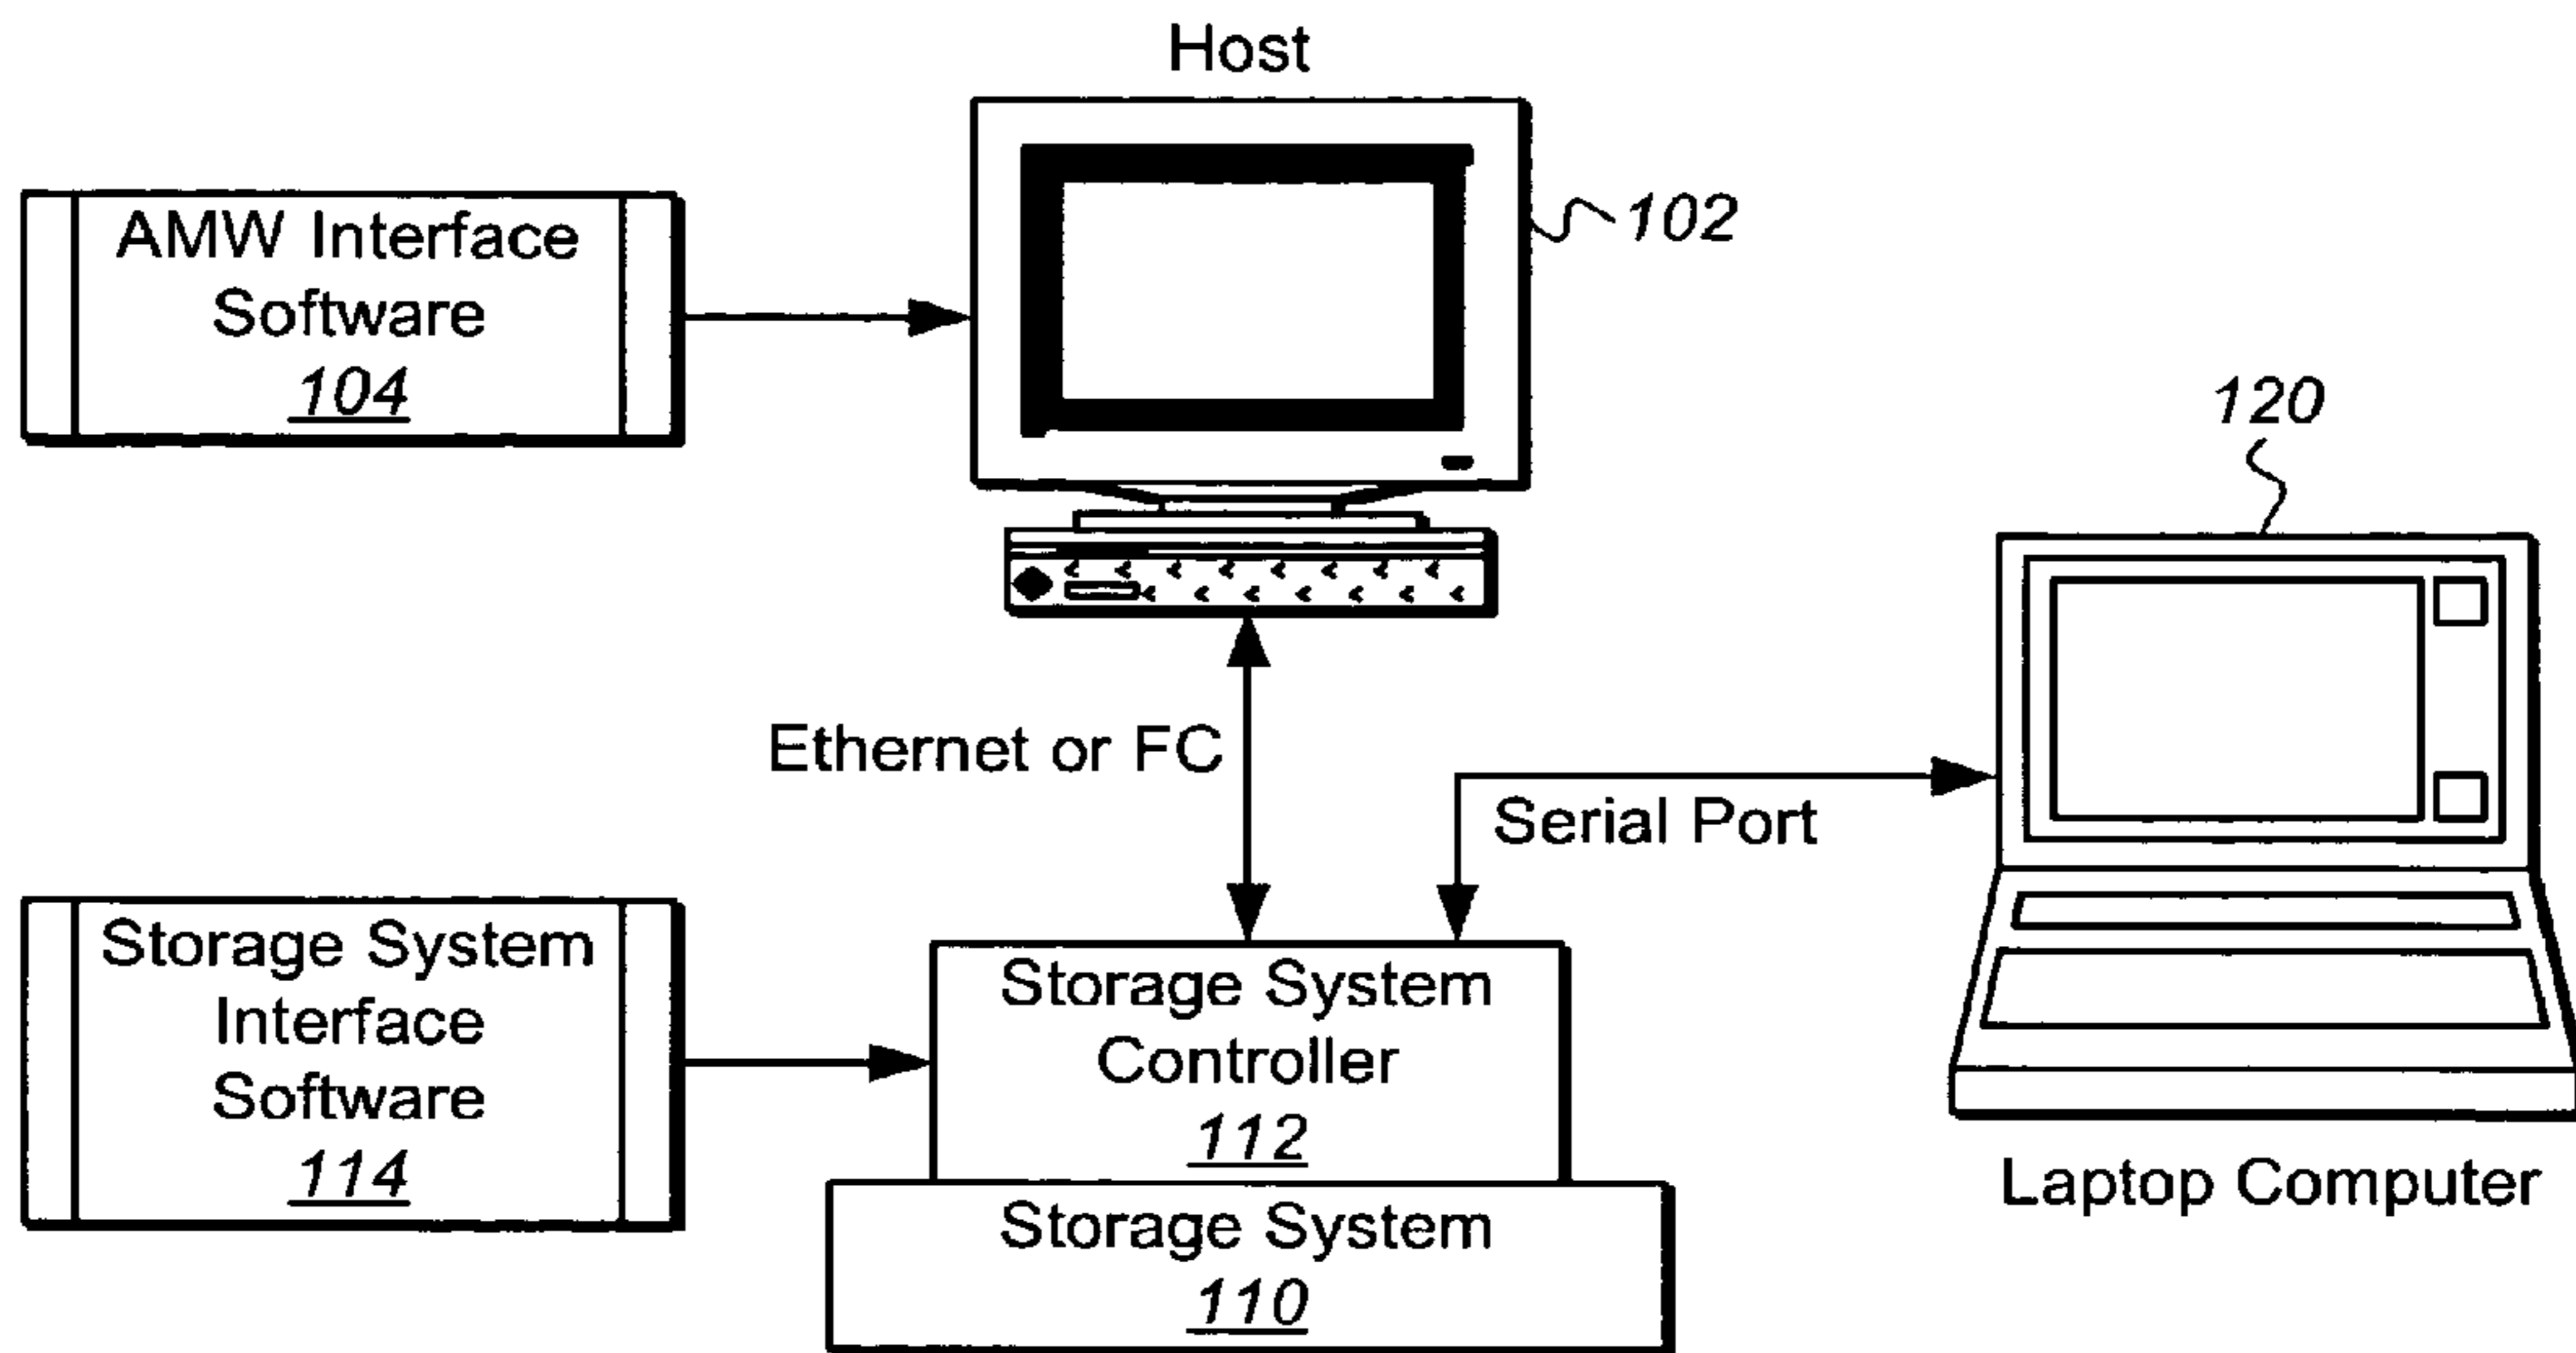 Host
AMW Interface
Software
104
102
120
Ethernet or FC
Serial Port
Storage System
Interface
Software
114
Storage System
Controller
112
Storage System
110
Laptop Computer